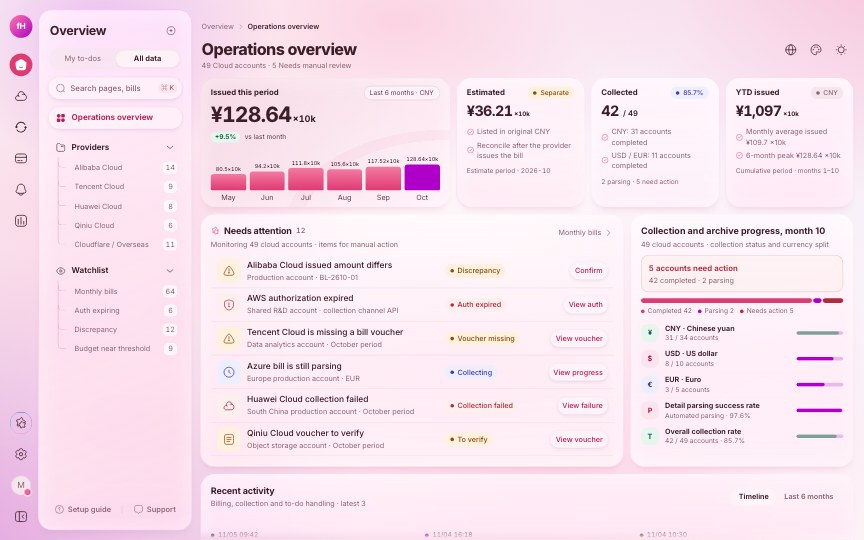 fH
Overview
My to-dos
All data
Search pages, bills
⌘ K
Operations overview
Providers
Alibaba Cloud 14
Tencent Cloud 9
Huawei Cloud 8
Qiniu Cloud 6
Cloudflare / Overseas 11
Watchlist
Monthly bills 64
Auth expiring 6
Discrepancy 12
Budget near threshold 9
M
Setup guide
Support
Overview > Operations overview
Operations overview
49 Cloud accounts · 5 Needs manual review
Issued this period
Last 6 months · CNY
¥128.64×10k
+9.5% vs last month
80.5×10k
94.2×10k
111.8×10k
105.6×10k
117.52×10k
128.64×10k
May
Jun
Jul
Aug
Sep
Oct
Estimated
Separate
¥36.21×10k
Listed in original CNY
Reconcile after the provider
issues the bill
Estimate period · 2026-10
Collected
85.7%
42 / 49
CNY: 31 accounts
completed
USD / EUR: 11 accounts
completed
2 parsing · 5 need action
YTD issued
CNY
¥1,097×10k
Monthly average issued
¥109.7×10k
6-month peak ¥128.64 ×10k
Cumulative period · months 1–10
Needs attention 12
Monthly bills
Monitoring 49 cloud accounts · items for manual action
Alibaba Cloud issued amount differs
Production account · BL-2610-01
Discrepancy
Confirm
AWS authorization expired
Shared R&D account · collection channel API
Auth expired
View auth
Tencent Cloud is missing a bill voucher
Data analytics account · October period
Voucher missing
View voucher
Azure bill is still parsing
Europe production account · EUR
Collecting
View progress
Huawei Cloud collection failed
South China production account · October period
Collection failed
View failure
Qiniu Cloud voucher to verify
Object storage account · October period
To verify
View voucher
Collection and archive progress, month 10
49 cloud accounts · collection status and currency split
5 accounts need action
42 completed · 2 parsing
Completed 42
Parsing 2
Needs action 5
¥
CNY · Chinese yuan
31 / 34 accounts
$
USD · US dollar
8 / 10 accounts
€
EUR · Euro
3 / 5 accounts
P
Detail parsing success rate
Automated parsing · 97.6%
T
Overall collection rate
42 / 49 accounts · 85.7%
Recent activity
Billing, collection and to-do handling · latest 3
Timeline
Last 6 months
11/05 09:42
11/04 18:18
11/04 16:30